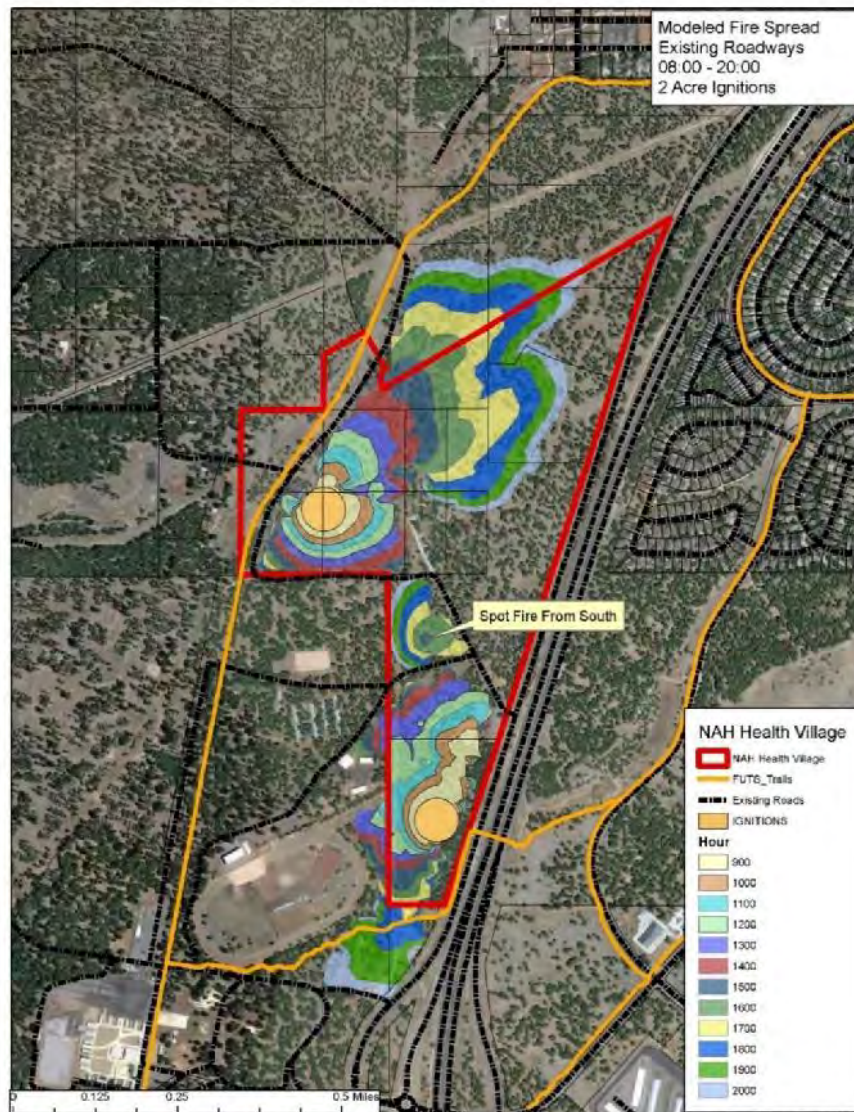 Modeled Fire Spread
Existing Roadways
08:00 - 20:00
2 Acre Ignitions
Spot Fire From South
NAH Health Village
NAH Health Village
FUTS_Trails
Existing Roads
IGNITIONS
Hour
900
1000
1100
1200
1300
1400
1500
1600
1700
1800
1900
2000
0 0.125 0.25 0.5 Miles